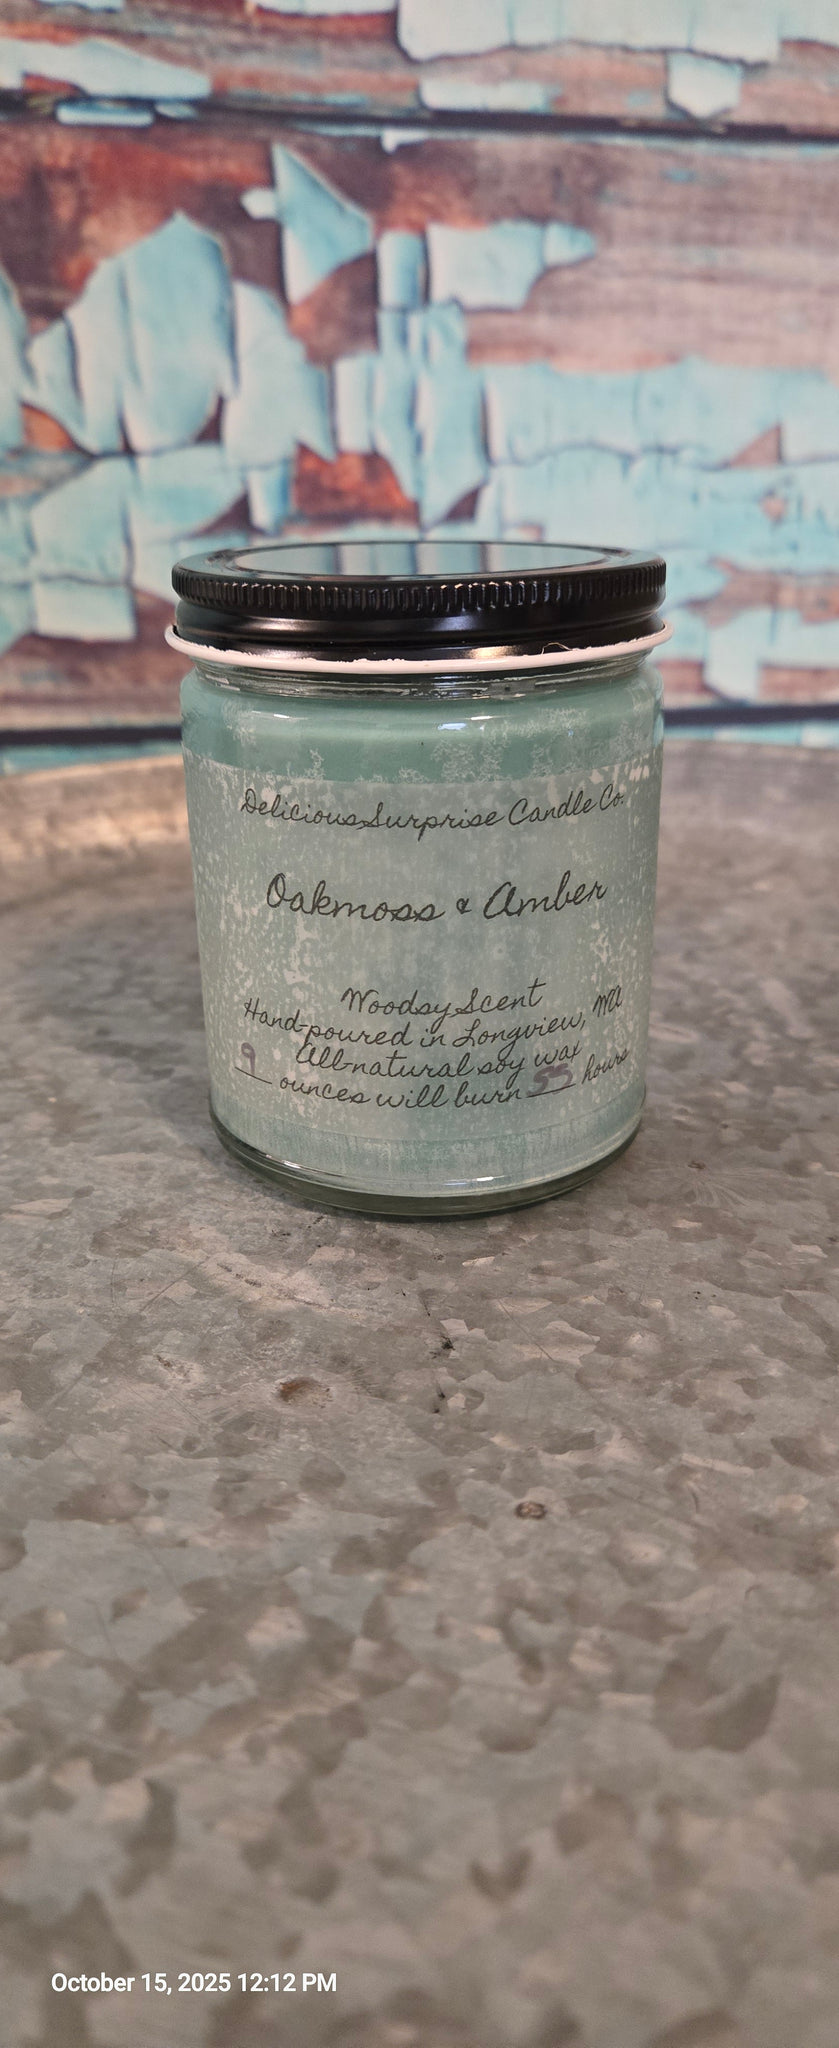 Delicious Surprise Candle Co.
Oakmoss & Amber
Woodsy Scent
Hand-poured in Longview, WA
All-natural soy wax
9 ounces will burn 55 hours
October 15, 2025 12:12 PM